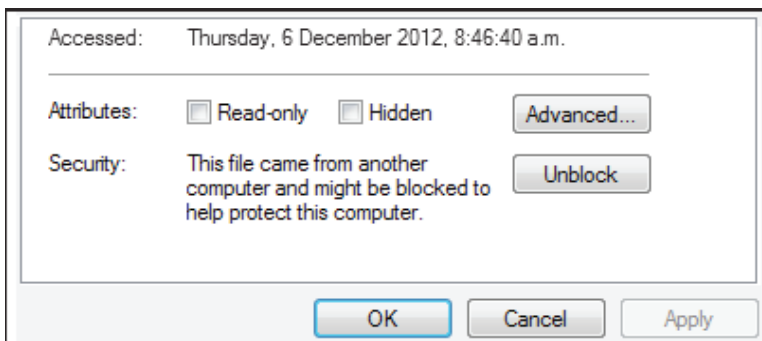 Accessed: Thursday, 6 December 2012, 8:46:40 a.m.
Attributes: Read-only Hidden Advanced...
Security: This file came from another
computer and might be blocked to
help protect this computer.
Unblock
OK Cancel Apply